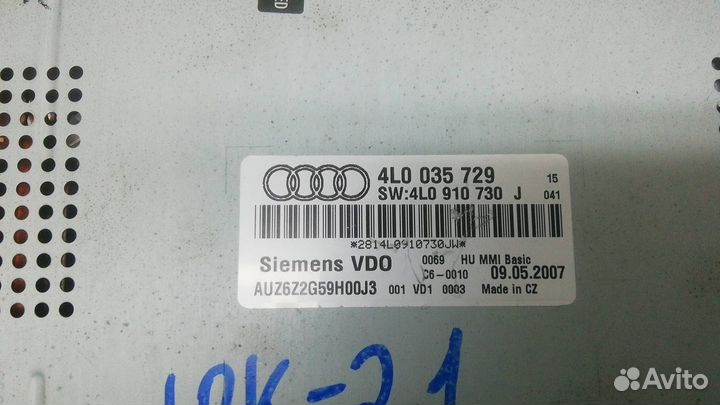 4L0 035 729 15
SW:4L0 910 730 J 041
*2814L0910730JW*
Siemens VDO 0069 HU MMI Basic
C6-0010 09.05.2007
AUZ6Z2G59H00J3 001 VD1 0003 Made in CZ
Avito